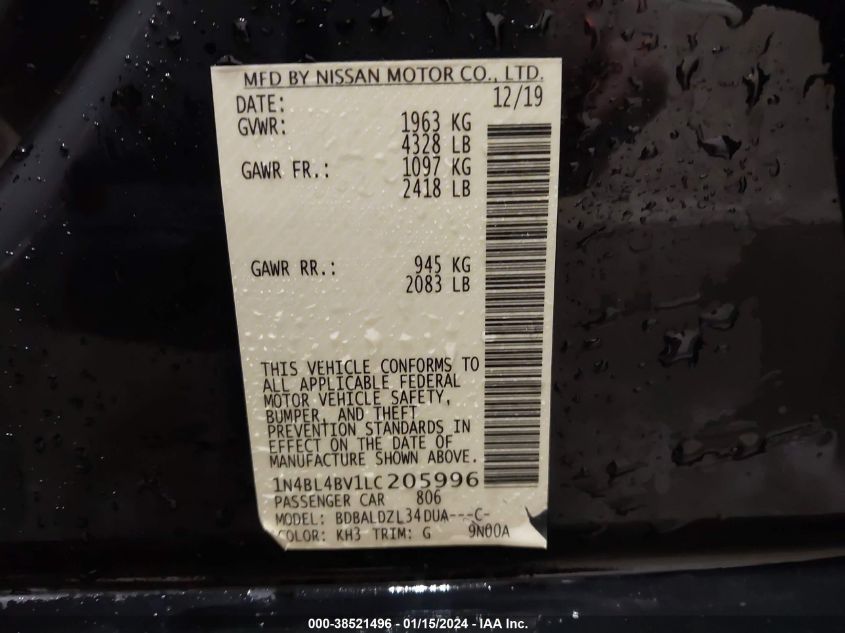 MFD BY NISSAN MOTOR CO., LTD.
DATE: 12/19
GVWR: 1963 KG
4328 LB
GAWR FR.: 1097 KG
2418 LB
GAWR RR.: 945 KG
2083 LB
THIS VEHICLE CONFORMS TO
ALL APPLICABLE FEDERAL
MOTOR VEHICLE SAFETY,
BUMPER, AND THEFT
PREVENTION STANDARDS IN
EFFECT ON THE DATE OF
MANUFACTURE SHOWN ABOVE.
1N4BL4BV1LC205996
PASSENGER CAR 806
MODEL: BDBALDZL34DUA---C-
COLOR: KH3 TRIM: G 9N00A
000-38521496 - 01/15/2024 - IAA Inc.